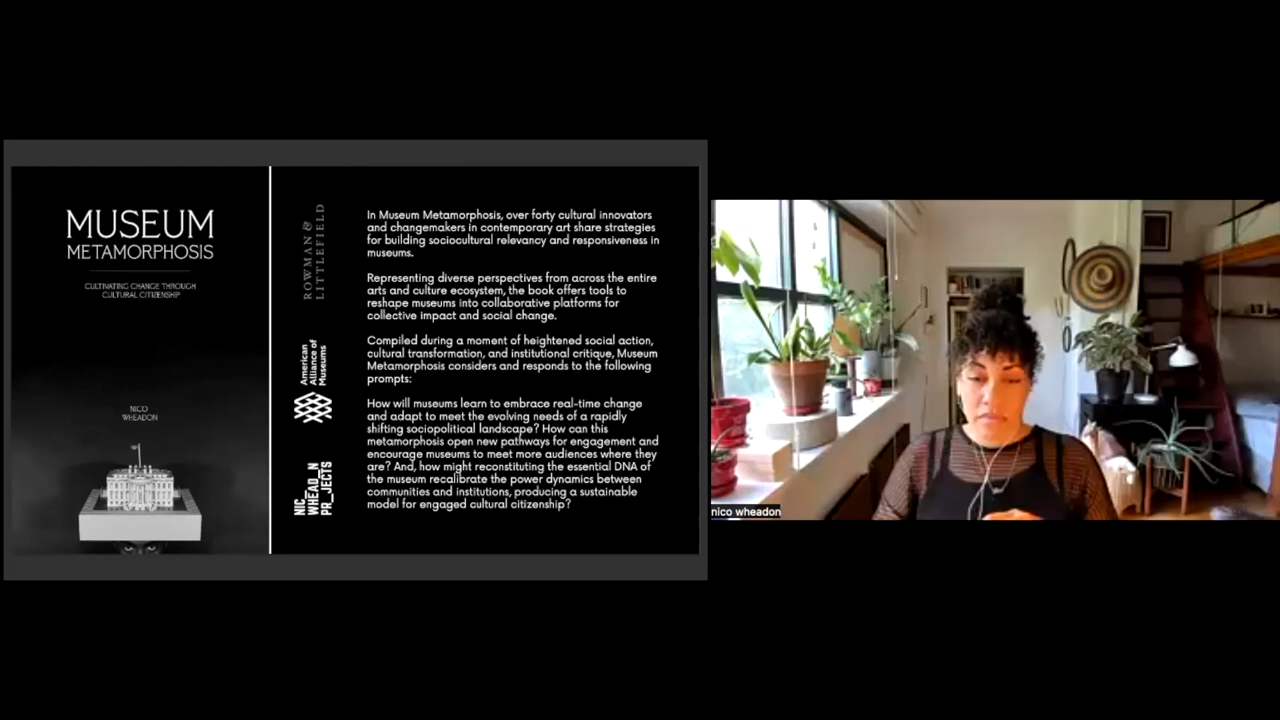 MUSEUM
METAMORPHOSIS
CULTIVATING CHANGE THROUGH
CULTURAL CITIZENSHIP
NICO
WHEADON
ROWMAN &
LITTLEFIELD
American
Alliance of
Museums
NIC_
WHEAD_N
PR_JECTS
In Museum Metamorphosis, over forty cultural innovators
and changemakers in contemporary art share strategies
for building sociocultural relevancy and responsiveness in
museums.
Representing diverse perspectives from across the entire
arts and culture ecosystem, the book offers tools to
reshape museums into collaborative platforms for
collective impact and social change.
Compiled during a moment of heightened social action,
cultural transformation, and institutional critique, Museum
Metamorphosis considers and responds to the following
prompts:
How will museums learn to embrace real-time change
and adapt to meet the evolving needs of a rapidly
shifting sociopolitical landscape? How can this
metamorphosis open new pathways for engagement and
encourage museums to meet more audiences where they
are? And, how might reconstituting the essential DNA of
the museum recalibrate the power dynamics between
communities and institutions, producing a sustainable
model for engaged cultural citizenship?
nico wheadon